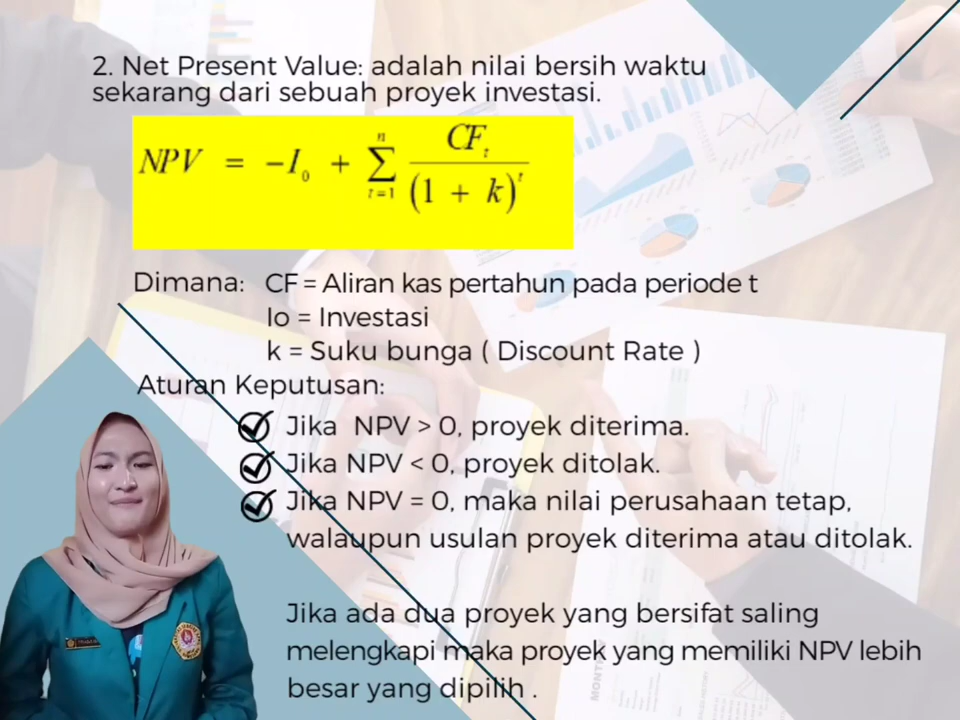 2. Net Present Value: adalah nilai bersih waktu
sekarang dari sebuah proyek investasi.
NPV = −I₀ + Σ (t=1, n) CFₜ / (1 + k)ᵗ
Dimana: CF = Aliran kas pertahun pada periode t
Io = Investasi
k = Suku bunga ( Discount Rate )
Aturan Keputusan:
Jika NPV > 0, proyek diterima.
Jika NPV < 0, proyek ditolak.
Jika NPV = 0, maka nilai perusahaan tetap,
walaupun usulan proyek diterima atau ditolak.
Jika ada dua proyek yang bersifat saling
melengkapi maka proyek yang memiliki NPV lebih
besar yang dipilih .
MONTH